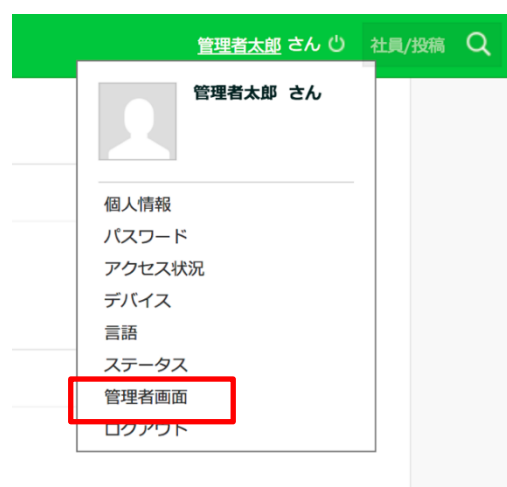 管理者太郎 さん 社員/投稿
管理者太郎 さん
個人情報
パスワード
アクセス状況
デバイス
言語
ステータス
管理者画面
ログアウト